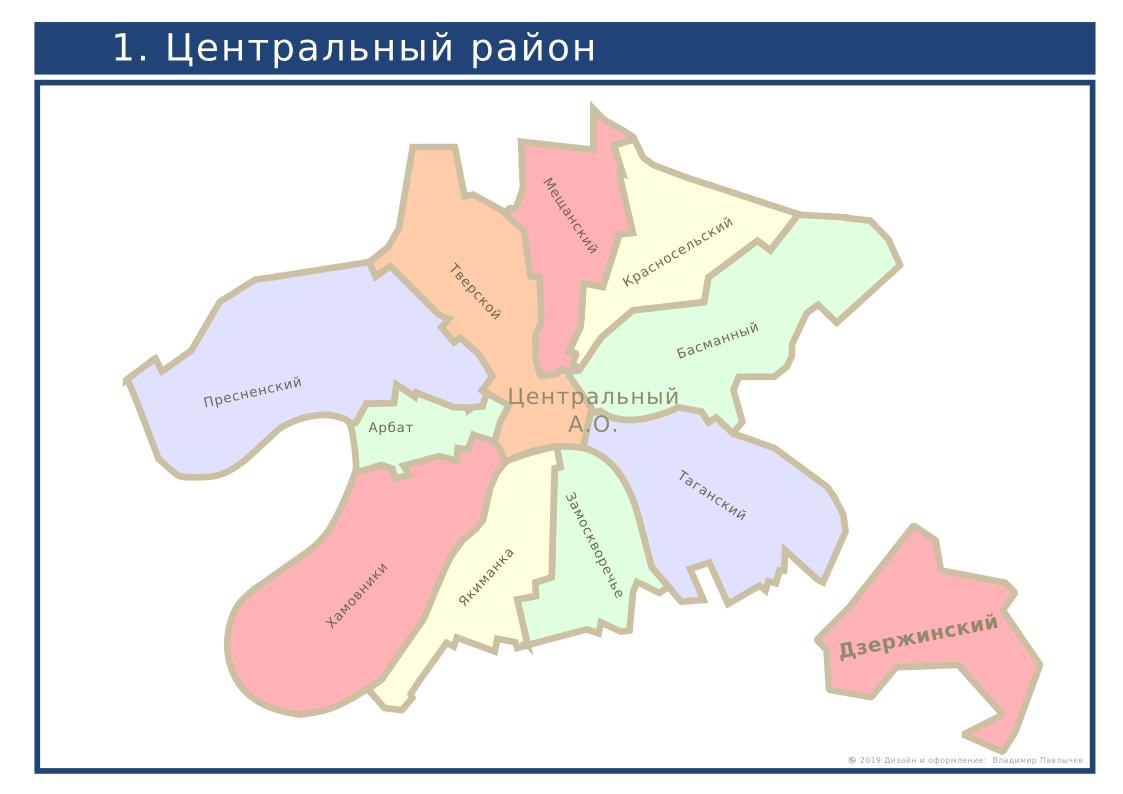 1. Центральный район
Мещанский
Красносельский
Тверской
Басманный
Пресненский
Центральный
А.О.
Арбат
Таганский
Замоскворечье
Якиманка
Хамовники
Дзержинский
© 2019 Дизайн и оформление: Владимир Павлычев